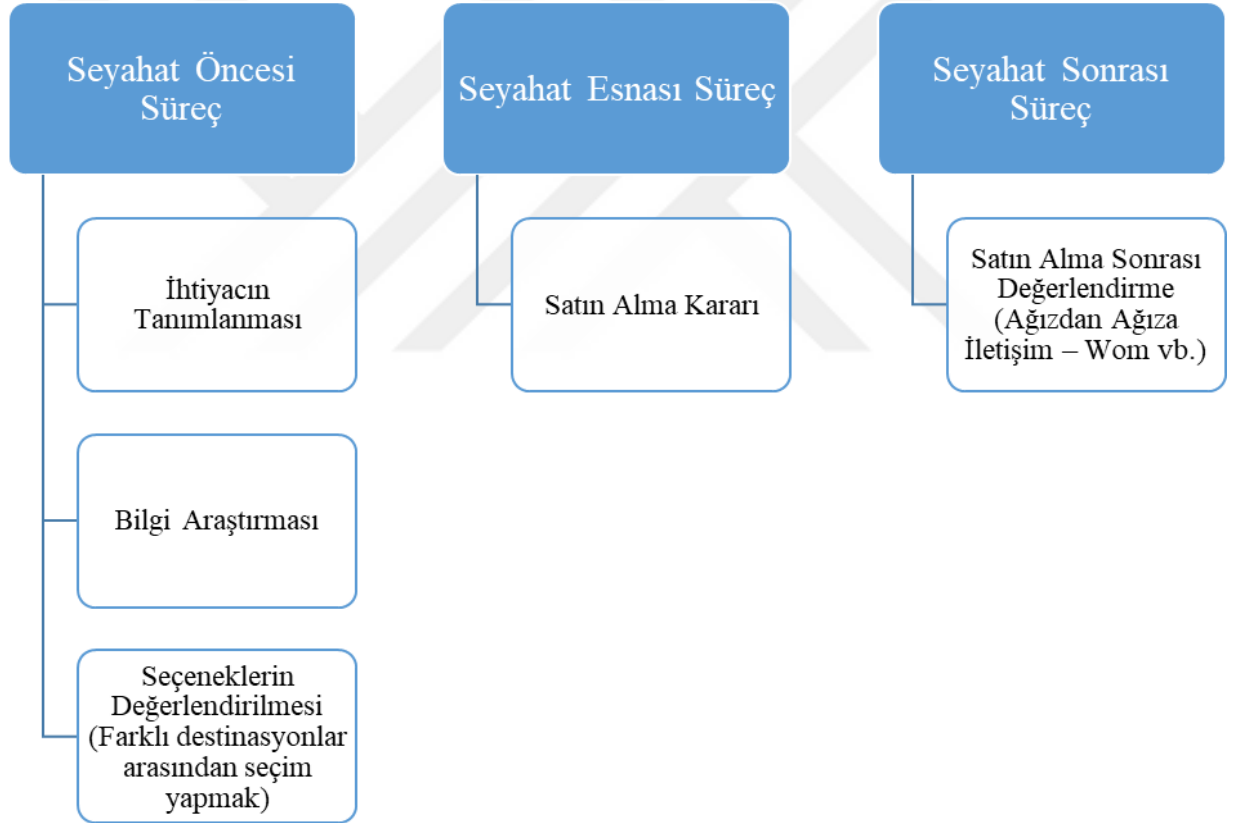 Seyahat Öncesi
Süreç
İhtiyacın
Tanımlanması
Bilgi Araştırması
Seçeneklerin
Değerlendirilmesi
(Farklı destinasyonlar
arasından seçim
yapmak)
Seyahat Esnası Süreç
Satın Alma Kararı
Seyahat Sonrası
Süreç
Satın Alma Sonrası
Değerlendirme
(Ağızdan Ağıza
İletişim – Wom vb.)